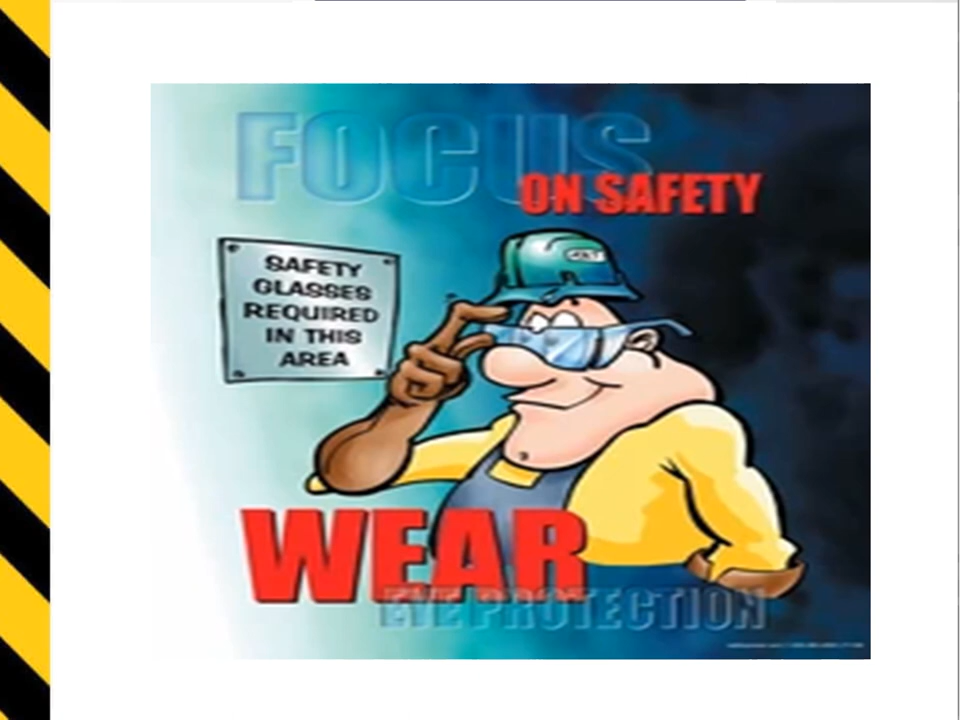 FOCUS
ON SAFETY
SAFETY
GLASSES
REQUIRED
IN THIS
AREA
WEAR
EYE PROTECTION